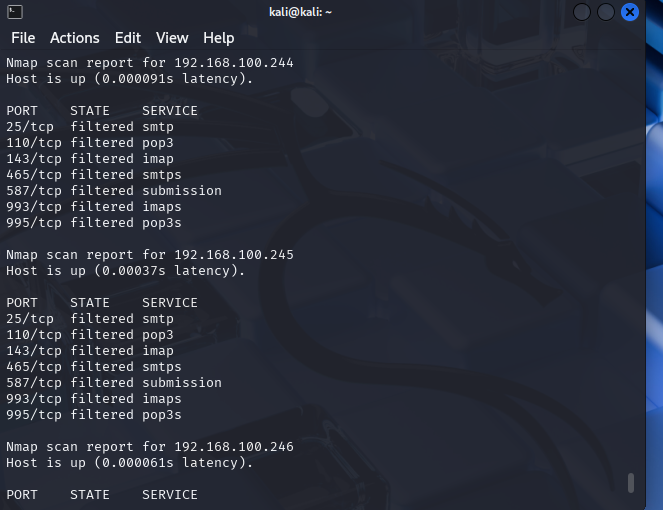 kali@kali: ~
File Actions Edit View Help
Nmap scan report for 192.168.100.244
Host is up (0.000091s latency).
PORT STATE SERVICE
25/tcp filtered smtp
110/tcp filtered pop3
143/tcp filtered imap
465/tcp filtered smtps
587/tcp filtered submission
993/tcp filtered imaps
995/tcp filtered pop3s
Nmap scan report for 192.168.100.245
Host is up (0.00037s latency).
PORT STATE SERVICE
25/tcp filtered smtp
110/tcp filtered pop3
143/tcp filtered imap
465/tcp filtered smtps
587/tcp filtered submission
993/tcp filtered imaps
995/tcp filtered pop3s
Nmap scan report for 192.168.100.246
Host is up (0.000061s latency).
PORT STATE SERVICE